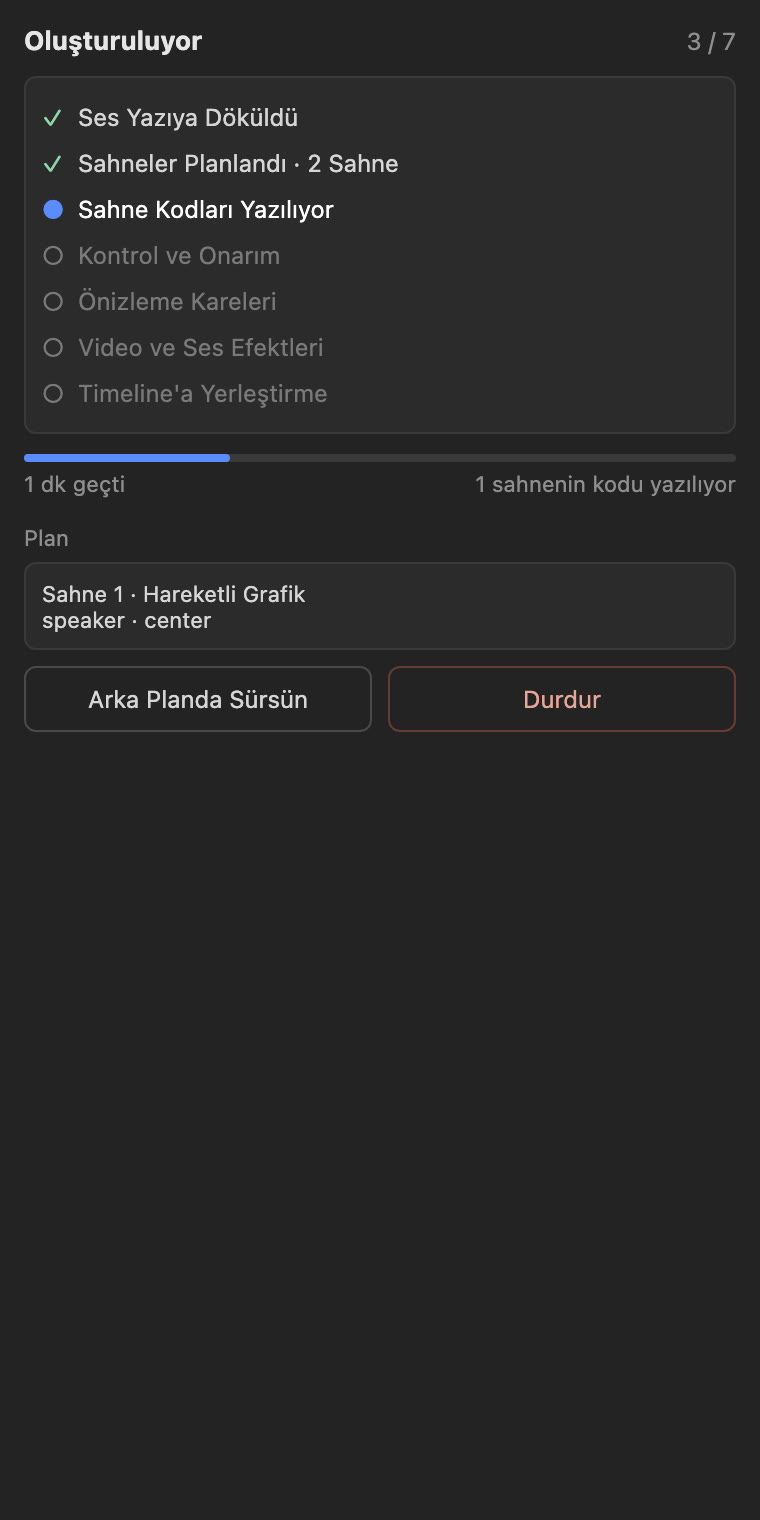 Oluşturuluyor 3 / 7
Ses Yazıya Döküldü
Sahneler Planlandı · 2 Sahne
Sahne Kodları Yazılıyor
Kontrol ve Onarım
Önizleme Kareleri
Video ve Ses Efektleri
Timeline'a Yerleştirme
1 dk geçti 1 sahnenin kodu yazılıyor
Plan
Sahne 1 · Hareketli Grafik
speaker · center
Arka Planda Sürsün Durdur